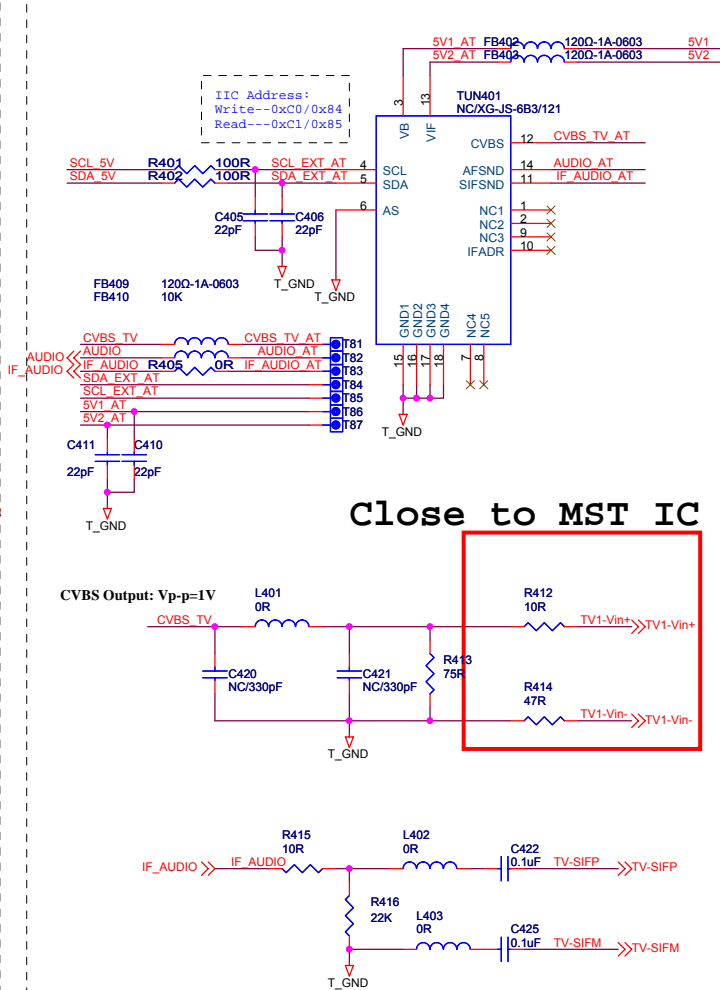 5V1_AT FB402 120Ω-1A-0603 5V1
5V2_AT FB403 120Ω-1A-0603 5V2
IIC Address:
Write--0xC0/0x84
Read---0xC1/0x85
TUN401
NC/XG-JS-6B3/121
3 13
VB VIF
CVBS 12 CVBS_TV_AT
SCL_5V R401 100R SCL_EXT_AT 4 SCL
SDA_5V R402 100R SDA_EXT_AT 5 SDA
AFSND 14 AUDIO_AT
SIFSND 11 IF_AUDIO_AT
6 AS
NC1 1
NC2 2
NC3 9
IFADR 10
C405 C406
22pF 22pF
T_GND
T_GND
FB409 120Ω-1A-0603
FB410 10K
GND1 GND2 GND3 GND4 NC4 NC5
15 16 17 18 7 8
T_GND
CVBS_TV CVBS_TV_AT T81
AUDIO AUDIO AUDIO_AT T82
IF_AUDIO IF_AUDIO R405 0R IF_AUDIO_AT T83
SDA_EXT_AT T84
SCL_EXT_AT T85
5V1_AT T86
5V2_AT T87
C411 C410
22pF 22pF
T_GND
Close to MST IC
CVBS Output: Vp-p=1V
L401
0R
R412
10R
CVBS_TV TV1-Vin+ TV1-Vin+
C420
NC/330pF
C421
NC/330pF
R413
75R
R414
47R
TV1-Vin- TV1-Vin-
T_GND
R415
10R
L402
0R
C422
0.1uF
IF_AUDIO IF_AUDIO TV-SIFP TV-SIFP
R416
22K
L403
0R
C425
0.1uF
TV-SIFM TV-SIFM
T_GND